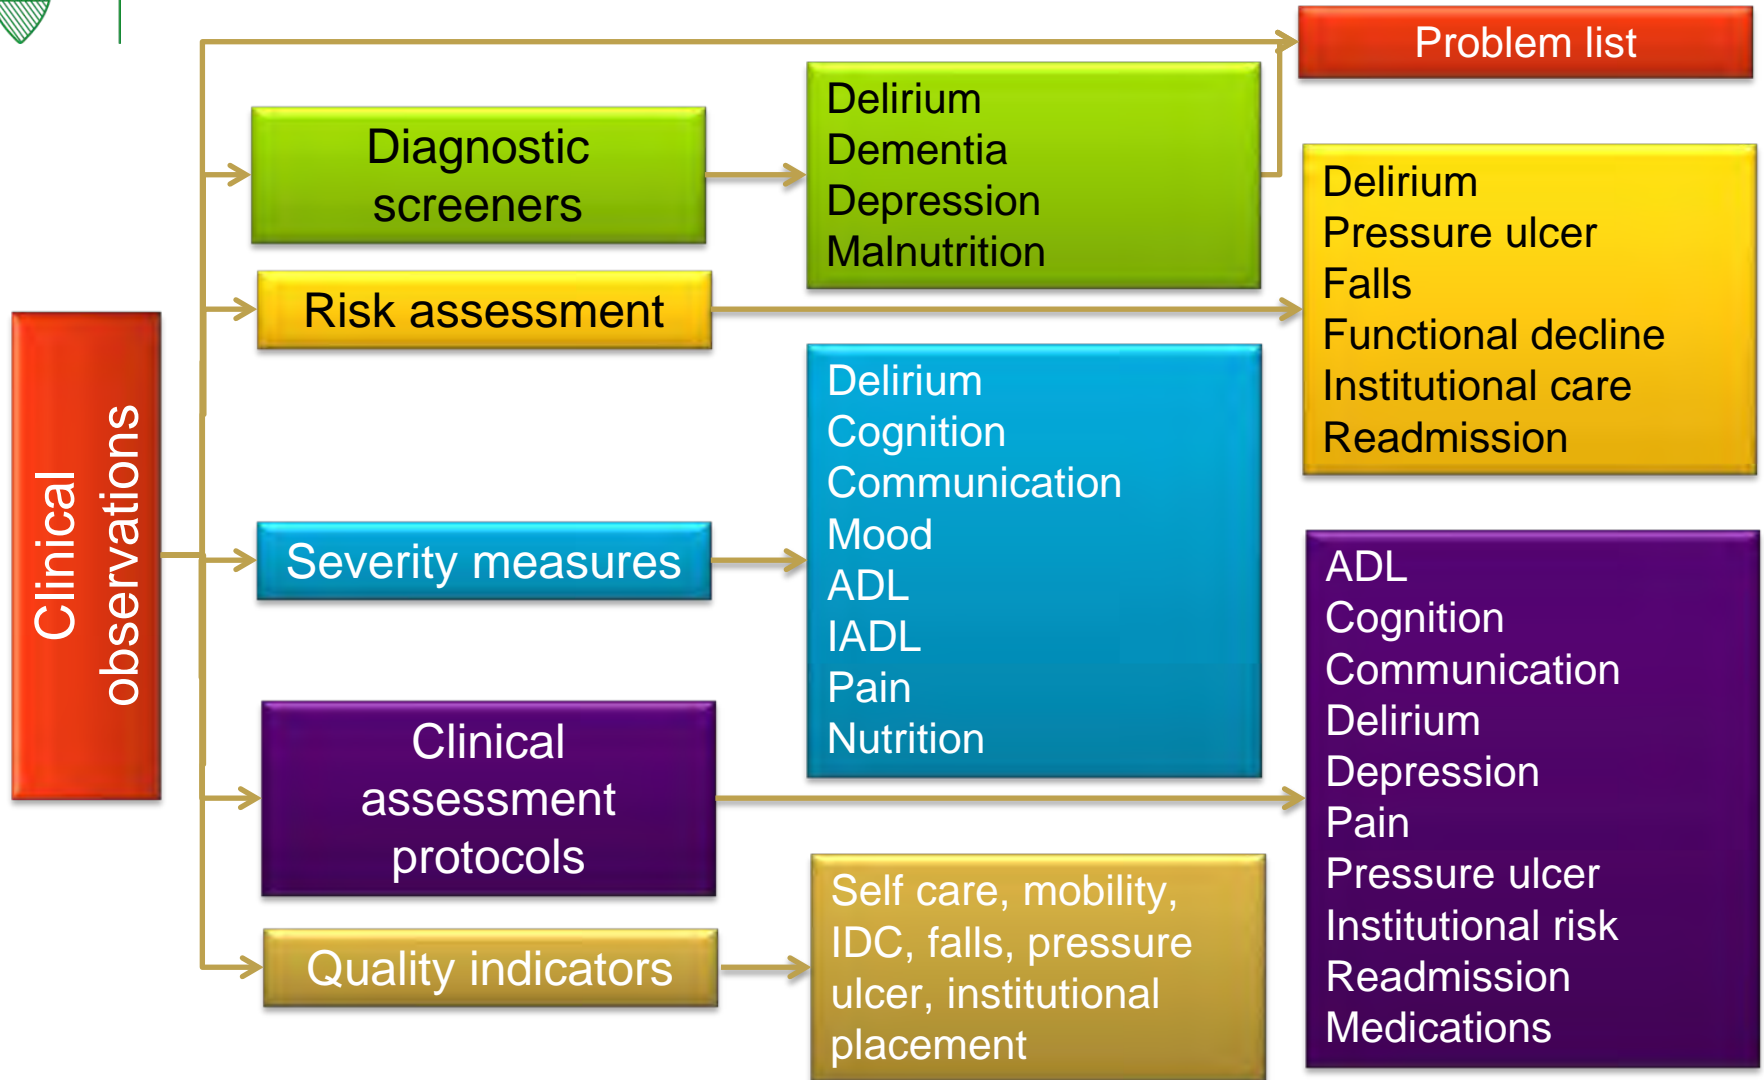 Clinical
observations
Diagnostic
screeners
Risk assessment
Severity measures
Clinical
assessment
protocols
Quality indicators
Delirium
Dementia
Depression
Malnutrition
Delirium
Cognition
Communication
Mood
ADL
IADL
Pain
Nutrition
Self care, mobility,
IDC, falls, pressure
ulcer, institutional
placement
Problem list
Delirium
Pressure ulcer
Falls
Functional decline
Institutional care
Readmission
ADL
Cognition
Communication
Delirium
Depression
Pain
Pressure ulcer
Institutional risk
Readmission
Medications